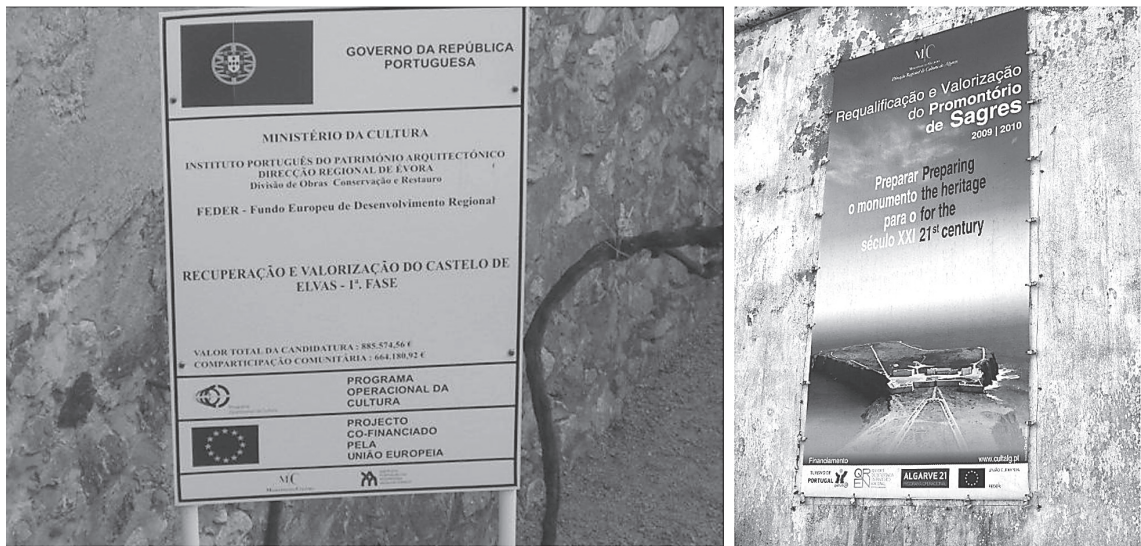 GOVERNO DA REPÚBLICA
PORTUGUESA
MINISTÉRIO DA CULTURA
INSTITUTO PORTUGUÊS DO PATRIMÓNIO ARQUITECTÓNICO
DIRECÇÃO REGIONAL DE ÉVORA
Divisão de Obras Conservação e Restauro
FEDER - Fundo Europeu de Desenvolvimento Regional
RECUPERAÇÃO E VALORIZAÇÃO DO CASTELO DE
ELVAS - 1ª. FASE
VALOR TOTAL DA CANDIDATURA : 885.574,56 €
COMPARTICIPAÇÃO COMUNITÁRIA : 664.180,92 €
PROGRAMA
OPERACIONAL DA
CULTURA
PROJECTO
CO-FINANCIADO
PELA
UNIÃO EUROPEIA
MC
MC
Requalificação e Valorização
do Promontório
de Sagres
2009 | 2010
Preparar Preparing
o monumento the heritage
para o for the
século XXI 21st century
Financiamento www.cultalg.pt
PORTUGAL QREN ALGARVE 21